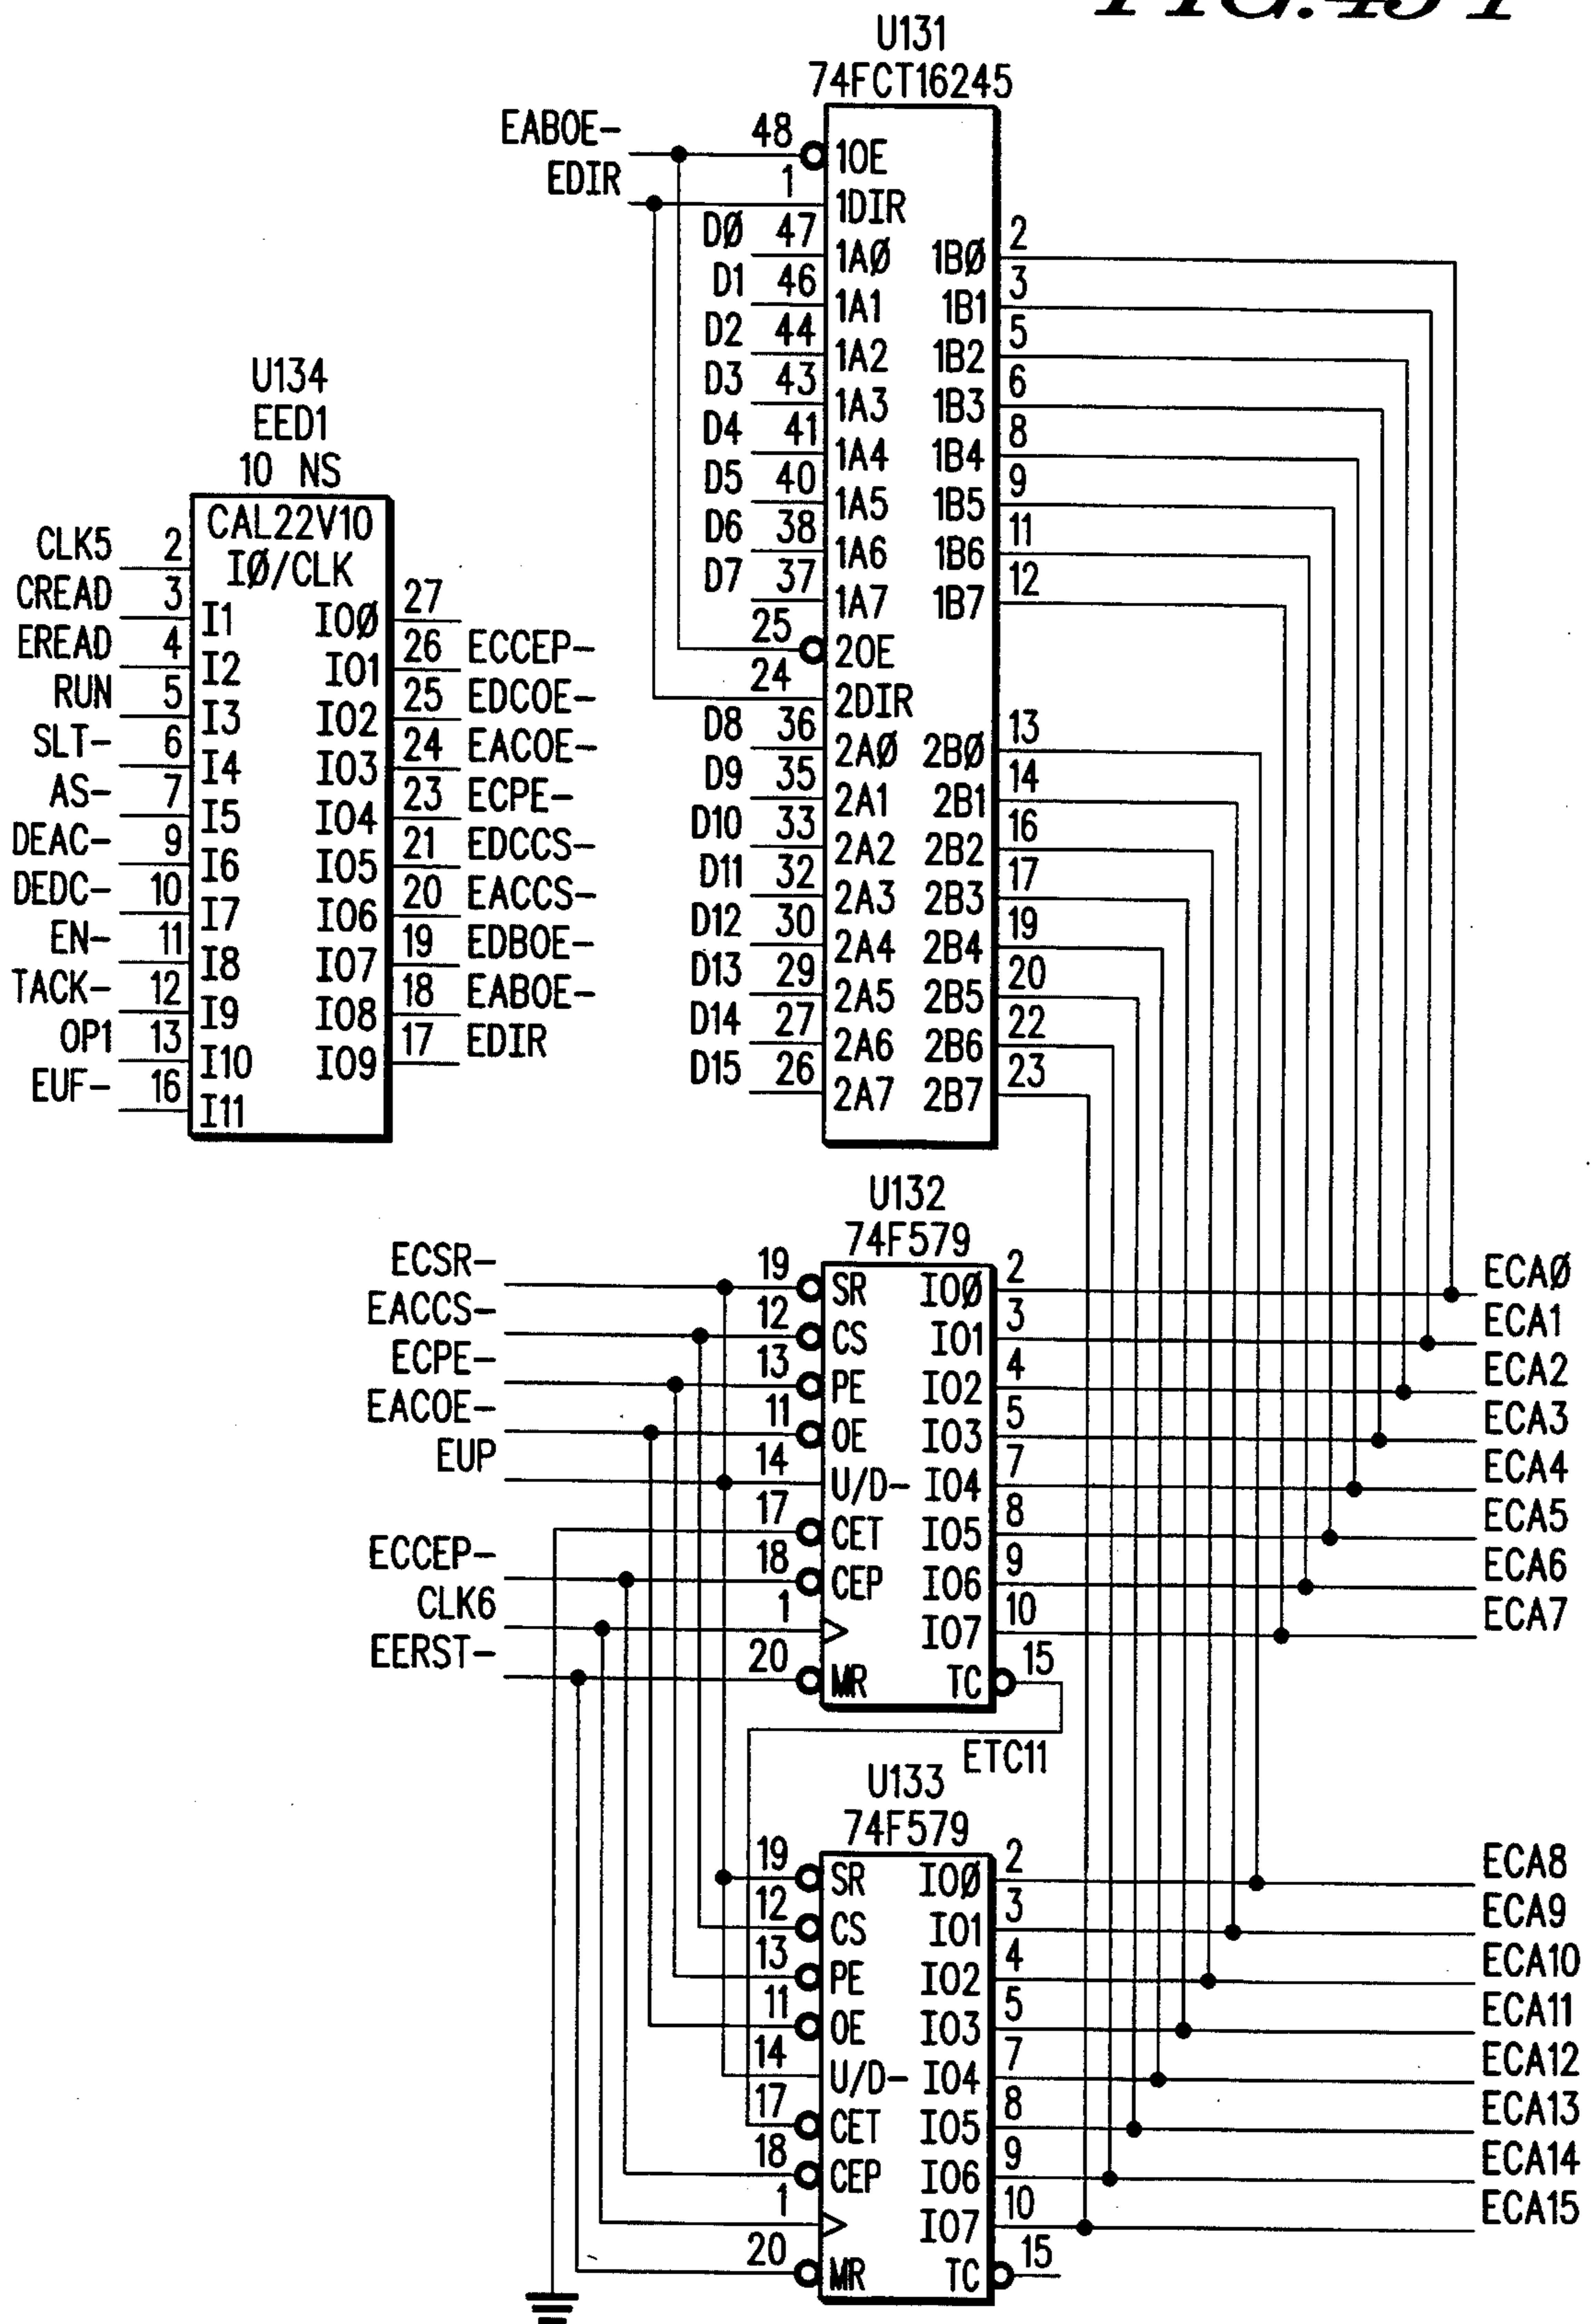 U131
74FCT16245
EABOE-
48
1OE
EDIR
1
1DIR
DØ 47 1AØ 1BØ 2
D1 46 1A1 1B1 3
D2 44 1A2 1B2 5
D3 43 1A3 1B3 6
D4 41 1A4 1B4 8
D5 40 1A5 1B5 9
D6 38 1A6 1B6 11
D7 37 1A7 1B7 12
25 2OE
24 2DIR
D8 36 2AØ 2BØ 13
D9 35 2A1 2B1 14
D10 33 2A2 2B2 16
D11 32 2A3 2B3 17
D12 30 2A4 2B4 19
D13 29 2A5 2B5 20
D14 27 2A6 2B6 22
D15 26 2A7 2B7 23
U134
EED1
10 NS
CAL22V10
CLK5 2 IØ/CLK
CREAD 3 I1 IOØ 27
EREAD 4 I2 IO1 26 ECCEP-
RUN 5 I3 IO2 25 EDCOE-
SLT- 6 I4 IO3 24 EACOE-
AS- 7 I5 IO4 23 ECPE-
DEAC- 9 I6 IO5 21 EDCCS-
DEDC- 10 I7 IO6 20 EACCS-
EN- 11 I8 IO7 19 EDBOE-
TACK- 12 I9 IO8 18 EABOE-
OP1 13 I10 IO9 17 EDIR
EUF- 16 I11
U132
74F579
ECSR- 19 SR IOØ 2 ECAØ
EACCS- 12 CS IO1 3 ECA1
ECPE- 13 PE IO2 4 ECA2
EACOE- 11 OE IO3 5 ECA3
EUP 14 U/D- IO4 7 ECA4
17 CET IO5 8 ECA5
ECCEP- 18 CEP IO6 9 ECA6
CLK6 1 IO7 10 ECA7
EERST- 20 MR TC 15
ETC11
U133
74F579
19 SR IOØ 2 ECA8
12 CS IO1 3 ECA9
13 PE IO2 4 ECA10
11 OE IO3 5 ECA11
14 U/D- IO4 7 ECA12
17 CET IO5 8 ECA13
18 CEP IO6 9 ECA14
1 IO7 10 ECA15
20 MR TC 15